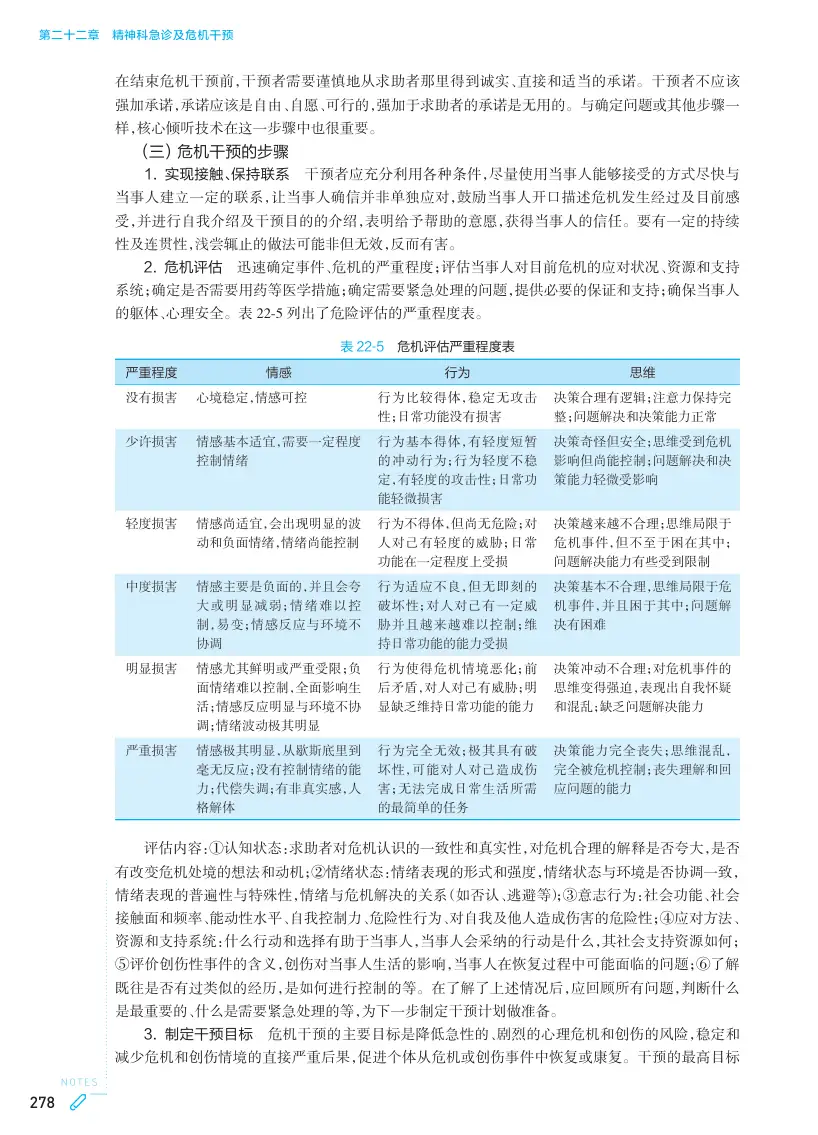 第二十二章 精神科急诊及危机干预
在结束危机干预前,干预者需要谨慎地从求助者那里得到诚实、直接和适当的承诺。干预者不应该
强加承诺,承诺应该是自由、自愿、可行的,强加于求助者的承诺是无用的。与确定问题或其他步骤一
样,核心倾听技术在这一步骤中也很重要。
(三)危机干预的步骤
1. 实现接触、保持联系 干预者应充分利用各种条件,尽量使用当事人能够接受的方式尽快与
当事人建立一定的联系,让当事人确信并非单独应对,鼓励当事人开口描述危机发生经过及目前感
受,并进行自我介绍及干预目的的介绍,表明给予帮助的意愿,获得当事人的信任。要有一定的持续
性及连贯性,浅尝辄止的做法可能非但无效,反而有害。
2. 危机评估 迅速确定事件、危机的严重程度;评估当事人对目前危机的应对状况、资源和支持
系统;确定是否需要用药等医学措施;确定需要紧急处理的问题,提供必要的保证和支持;确保当事人
的躯体、心理安全。表 22-5 列出了危险评估的严重程度表。
表 22-5 危机评估严重程度表
严重程度 情感 行为 思维
没有损害 心境稳定,情感可控 行为比较得体,稳定无攻击 决策合理有逻辑;注意力保持完
性;日常功能没有损害 整;问题解决和决策能力正常
少许损害 情感基本适宜,需要一定程度 行为基本得体,有轻度短暂 决策奇怪但安全;思维受到危机
控制情绪 的冲动行为;行为轻度不稳 影响但尚能控制;问题解决和决
定,有轻度的攻击性;日常功 策能力轻微受影响
能轻微损害
轻度损害 情感尚适宜,会出现明显的波 行为不得体,但尚无危险;对 决策越来越不合理;思维局限于
动和负面情绪,情绪尚能控制 人对己有轻度的威胁;日常 危机事件,但不至于困在其中;
功能在一定程度上受损 问题解决能力有些受到限制
中度损害 情感主要是负面的,并且会夸 行为适应不良,但无即刻的 决策基本不合理,思维局限于危
大或明显减弱;情绪难以控 破坏性;对人对己有一定威 机事件,并且困于其中;问题解
制,易变;情感反应与环境不 胁并且越来越难以控制;维 决有困难
协调 持日常功能的能力受损
明显损害 情感尤其鲜明或严重受限;负 行为使得危机情境恶化;前 决策冲动不合理;对危机事件的
面情绪难以控制,全面影响生 后矛盾,对人对己有威胁;明 思维变得强迫,表现出自我怀疑
活;情感反应明显与环境不协 显缺乏维持日常功能的能力 和混乱;缺乏问题解决能力
调;情绪波动极其明显
严重损害 情感极其明显,从歇斯底里到 行为完全无效;极其具有破 决策能力完全丧失;思维混乱,
毫无反应;没有控制情绪的能 坏性,可能对人对己造成伤 完全被危机控制;丧失理解和回
力;代偿失调;有非真实感,人 害;无法完成日常生活所需 应问题的能力
格解体 的最简单的任务
评估内容:①认知状态:求助者对危机认识的一致性和真实性,对危机合理的解释是否夸大,是否
有改变危机处境的想法和动机;②情绪状态:情绪表现的形式和强度,情绪状态与环境是否协调一致,
情绪表现的普遍性与特殊性,情绪与危机解决的关系(如否认、逃避等);③意志行为:社会功能、社会
接触面和频率、能动性水平、自我控制力、危险性行为、对自我及他人造成伤害的危险性;④应对方法、
资源和支持系统:什么行动和选择有助于当事人,当事人会采纳的行动是什么,其社会支持资源如何;
⑤评价创伤性事件的含义,创伤对当事人生活的影响,当事人在恢复过程中可能面临的问题;⑥了解
既往是否有过类似的经历,是如何进行控制的等。在了解了上述情况后,应回顾所有问题,判断什么
是最重要的、什么是需要紧急处理的等,为下一步制定干预计划做准备。
3. 制定干预目标 危机干预的主要目标是降低急性的、剧烈的心理危机和创伤的风险,稳定和
减少危机和创伤情境的直接严重后果,促进个体从危机或创伤事件中恢复或康复。干预的最高目标
NOTES
278